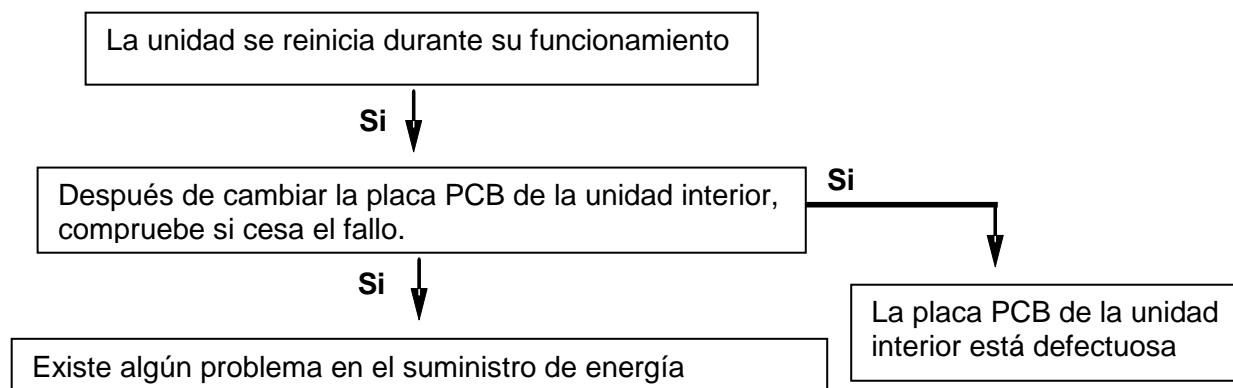 La unidad se reinicia durante su funcionamiento
Si
Después de cambiar la placa PCB de la unidad interior,
compruebe si cesa el fallo.
Si
Si
La placa PCB de la unidad
interior está defectuosa
Existe algún problema en el suministro de energía